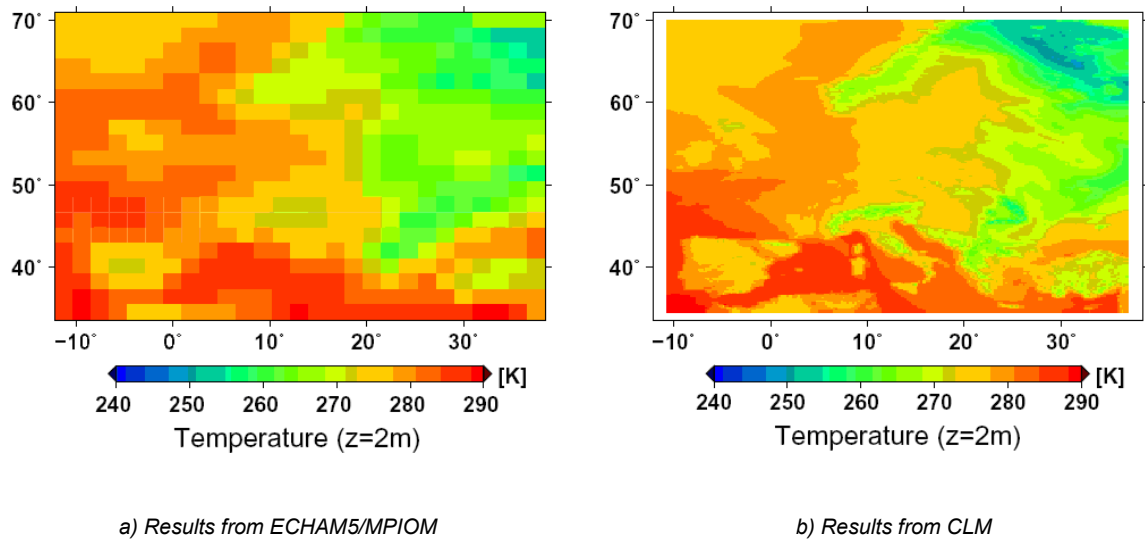 70˚
60˚
50˚
40˚
−10˚ 0˚ 10˚ 20˚ 30˚
[K]
240 250 260 270 280 290
Temperature (z=2m)
a) Results from ECHAM5/MPIOM
70˚
60˚
50˚
40˚
−10˚ 0˚ 10˚ 20˚ 30˚
[K]
240 250 260 270 280 290
Temperature (z=2m)
b) Results from CLM